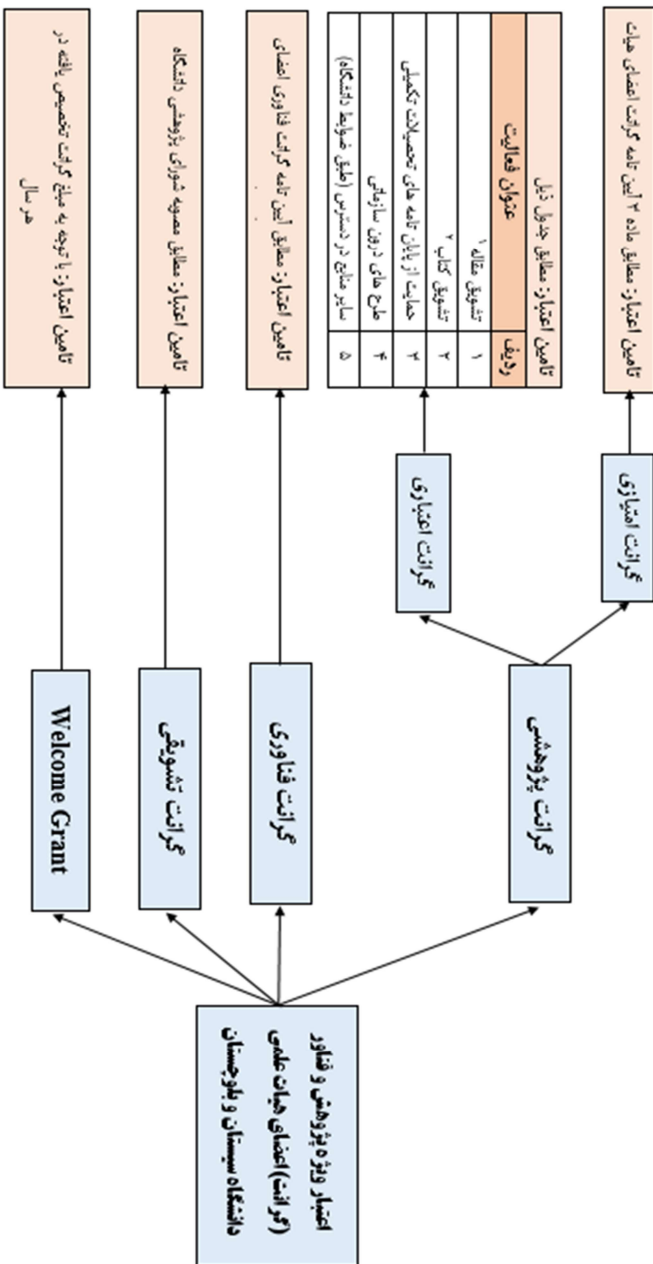 اعتبار ویژه پژوهش و فناور
(گرانت) اعضای هیات علمی
دانشگاه سیستان و بلوچستان
گرانت پژوهشی
گرانت فناوری
گرانت تشویقی
Welcome Grant
گرانت امتیازی
گرانت اعتباری
تامین اعتبار: مطابق ماده ۳ آیین نامه گرانت اعضای هیات
تامین اعتبار: مطابق جدول ذیل
ردیف عنوان فعالیت
۱ تشویق مقاله ۱
۲ تشویق کتاب ۲
۳ حمایت از پایان نامه های تحصیلات تکمیلی
۴ طرح های درون سازمانی
۵ سایر منابع در دسترس (طبق ضوابط دانشگاه)
تامین اعتبار: مطابق آیین نامه گرانت فناوری اعضای
تامین اعتبار: مطابق مصوبه شورای پژوهشی دانشگاه
تامین اعتبار: با توجه به مبلغ گرانت تخصیص یافته در
هر سال